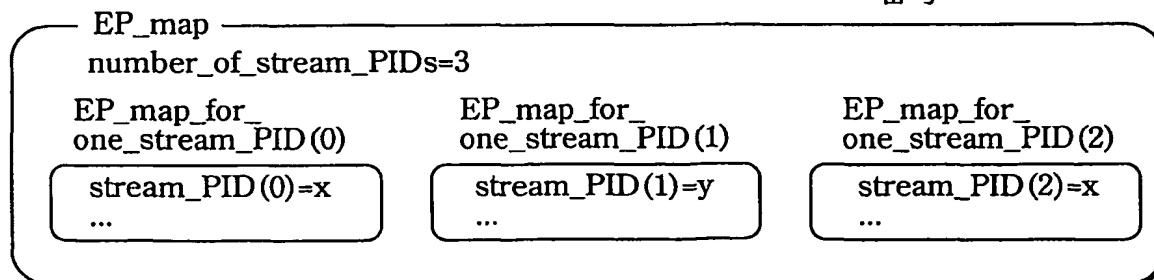 EP_map
number_of_stream_PIDs=3
EP_map_for_
one_stream_PID(0)
EP_map_for_
one_stream_PID(1)
EP_map_for_
one_stream_PID(2)
stream_PID(0)=x
...
stream_PID(1)=y
...
stream_PID(2)=x
...